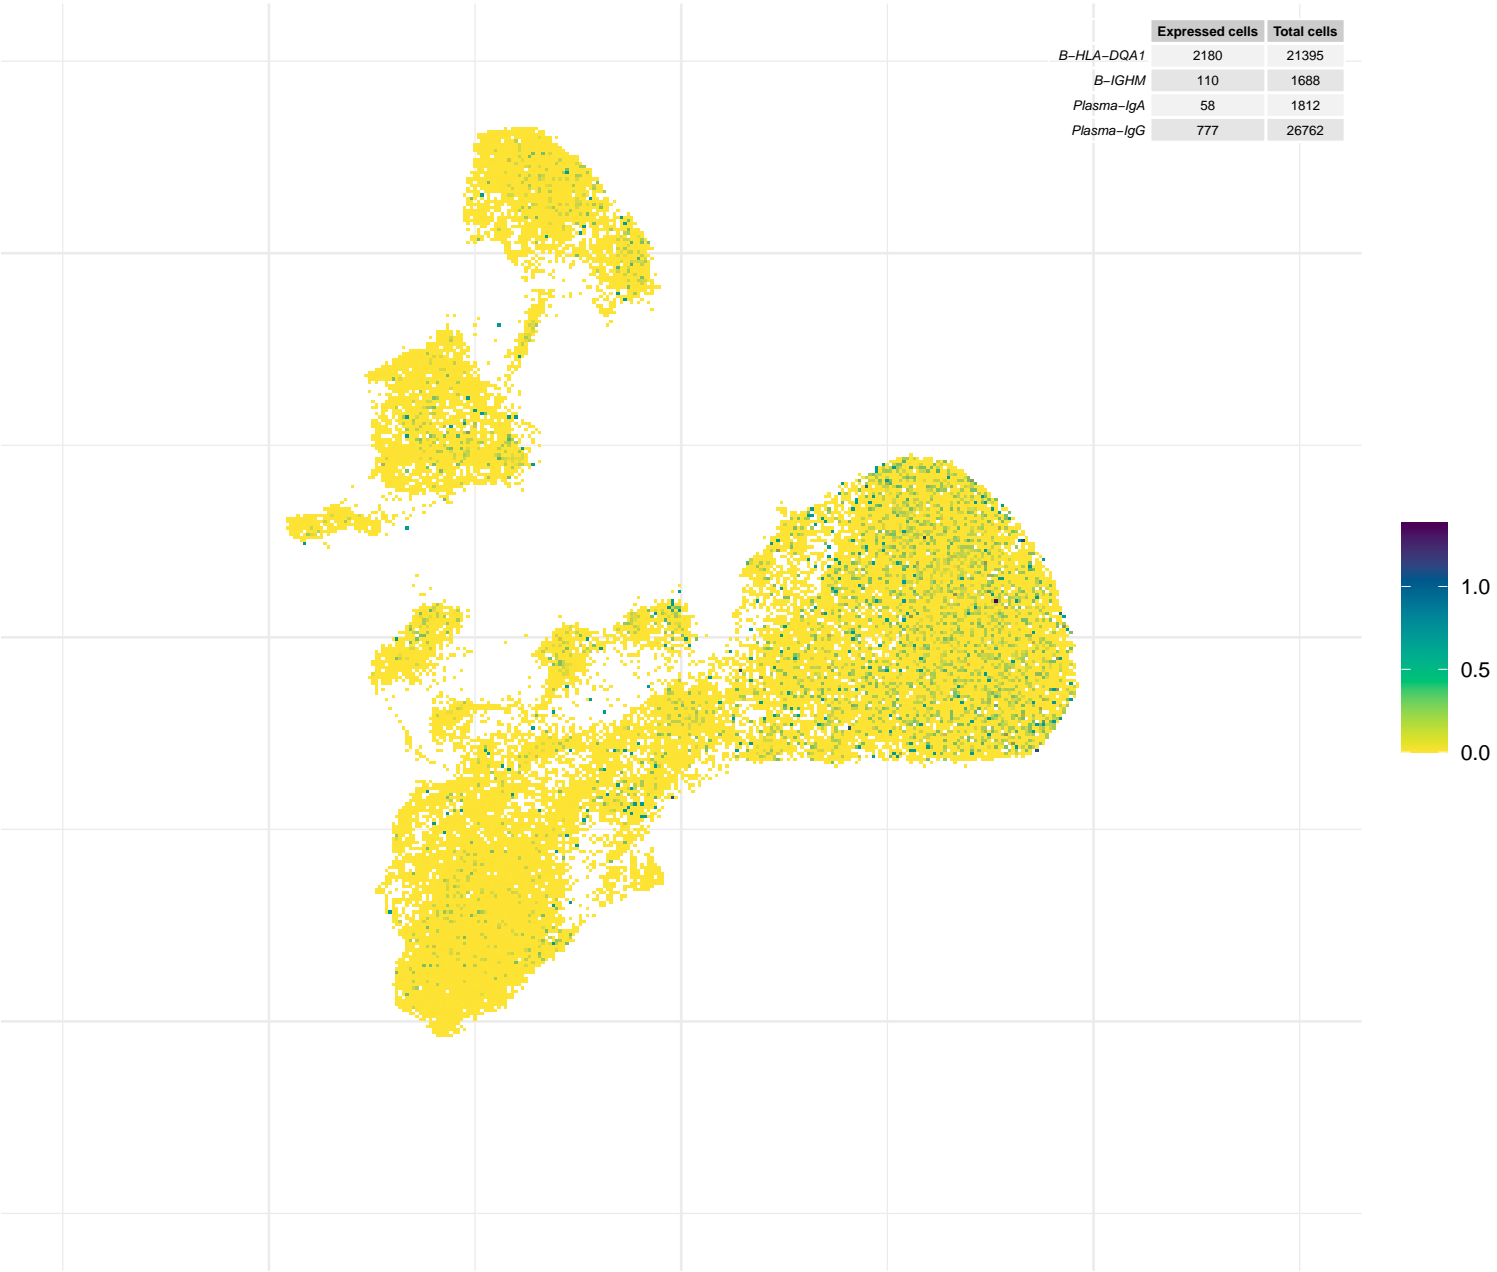 Expressed cells Total cells
B−HLA−DQA1 2180 21395
B−IGHM 110 1688
Plasma−IgA 58 1812
Plasma−IgG 777 26762
1.0
0.5
0.0